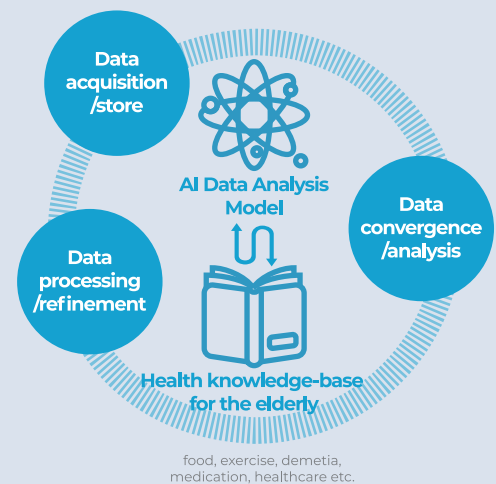 Data
acquisition
/store
AI Data Analysis
Model
Data
convergence
/analysis
Data
processing
/refinement
Health knowledge-base
for the elderly
food, exercise, demetia,
medication, healthcare etc.